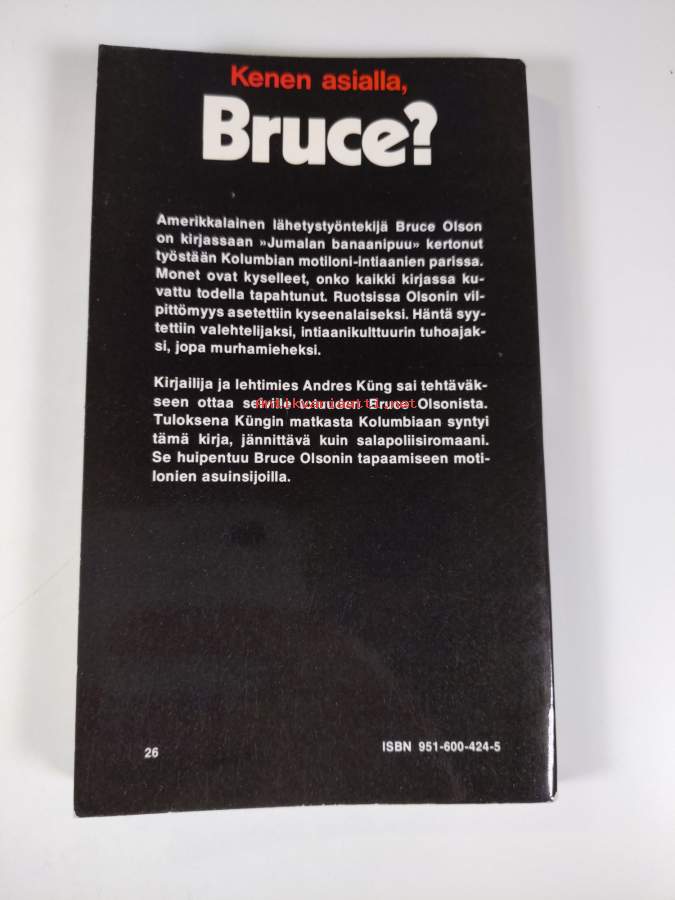 Kenen asialla,
Bruce?
Amerikkalainen lähetystyöntekijä Bruce Olson
on kirjassaan »Jumalan banaanipuu» kertonut
työstään Kolumbian motiloni-intiaanien parissa.
Monet ovat kyselleet, onko kaikki kirjassa ku-
vattu todella tapahtunut. Ruotsissa Olsonin vil-
pittömyys asetettiin kyseenalaiseksi. Häntä syy-
tettiin valehtelijaksi, intiaanikulttuurin tuhoajak-
si, jopa murhamieheksi.
Kirjailija ja lehtimies Andres Küng sai tehtäväk-
seen ottaa selville totuuden Bruce Olsonista.
Tuloksena Küngin matkasta Kolumbiaan syntyi
tämä kirja, jännittävä kuin salapoliisiromaani.
Se huipentuu Bruce Olsonin tapaamiseen moti-
lonien asuinsijoilla.
26
ISBN 951-600-424-5